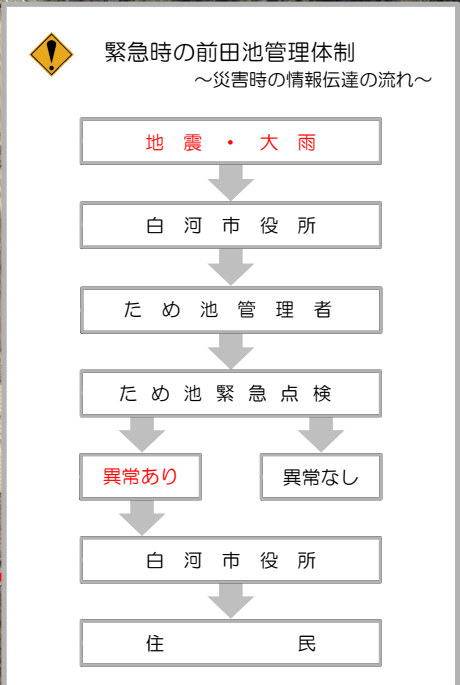 緊急時の前田池管理体制
～災害時の情報伝達の流れ～
地震・大雨
白河市役所
ため池管理者
ため池緊急点検
異常あり 異常なし
白河市役所
住民